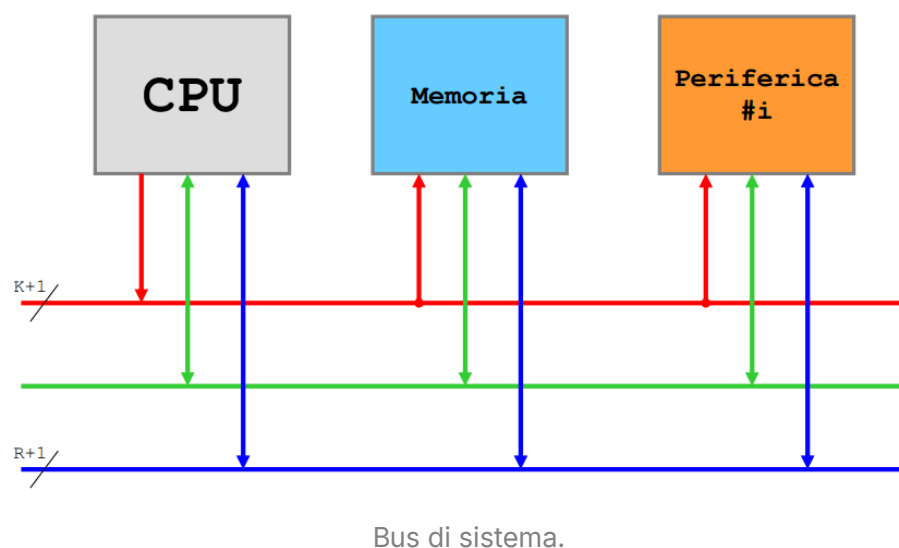 CPU
Memoria
Periferica
#i
K+1
R+1
Bus di sistema.